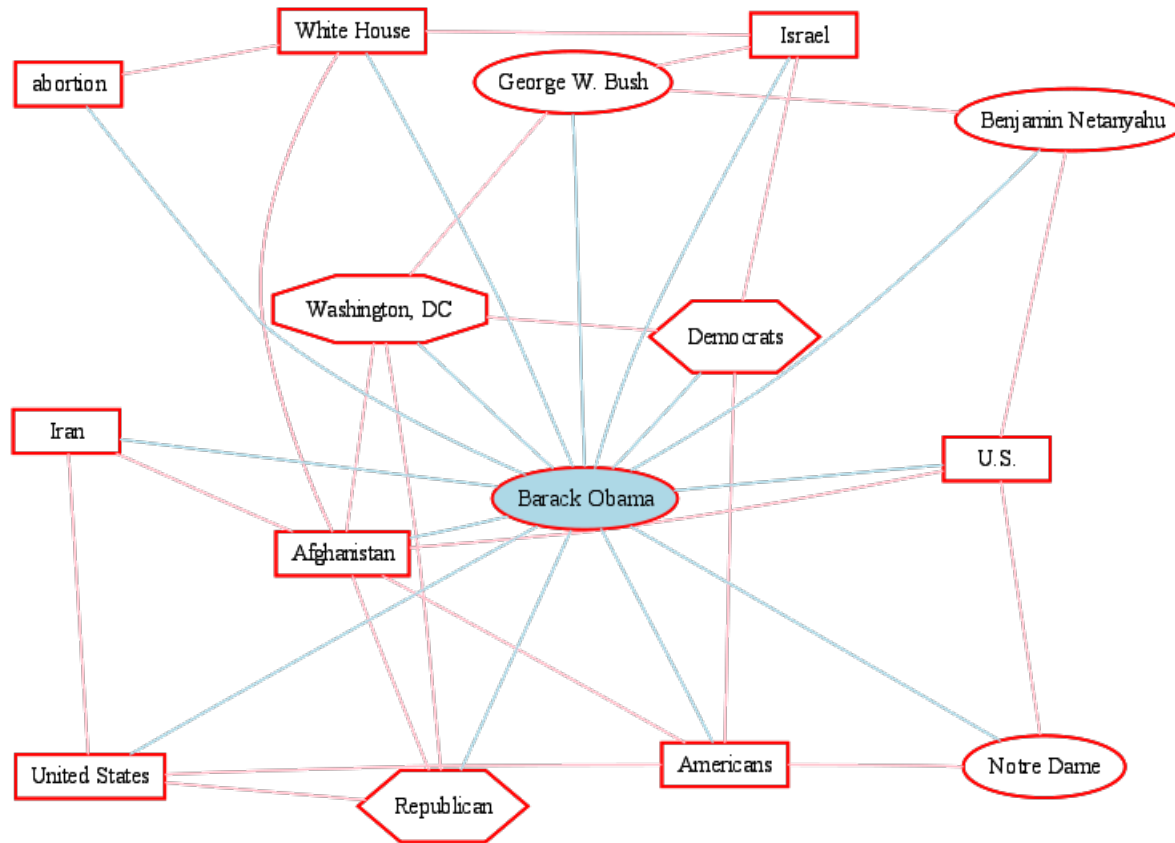 White House
Israel
abortion
George W. Bush
Benjamin Netanyahu
Washington, DC
Democrats
Iran
U.S.
Barack Obama
Afghanistan
United States
Americans
Notre Dame
Republican